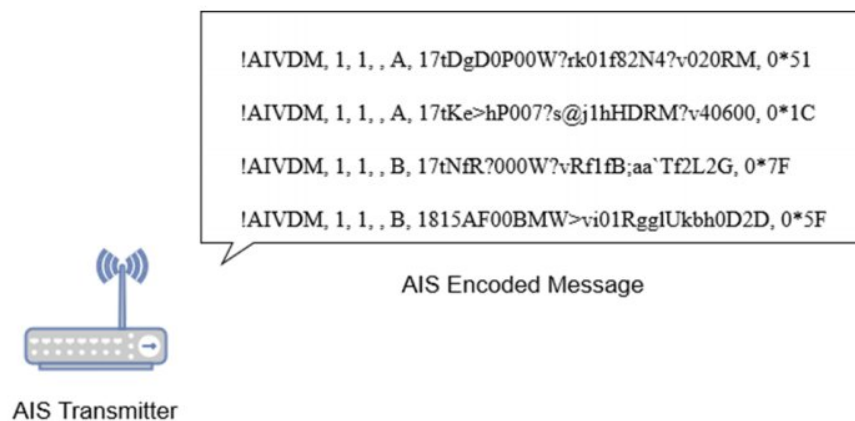 !AIVDM, 1, 1, , A, 17tDgD0P00W?rk01f82N4?v020RM, 0*51
!AIVDM, 1, 1, , A, 17tKe>hP007?s@j1hHDRM?v40600, 0*1C
!AIVDM, 1, 1, , B, 17tNfR?000W?vRf1fB;aa`Tf2L2G, 0*7F
!AIVDM, 1, 1, , B, 1815AF00BMW>vi01RgglUkbh0D2D, 0*5F
AIS Encoded Message
AIS Transmitter